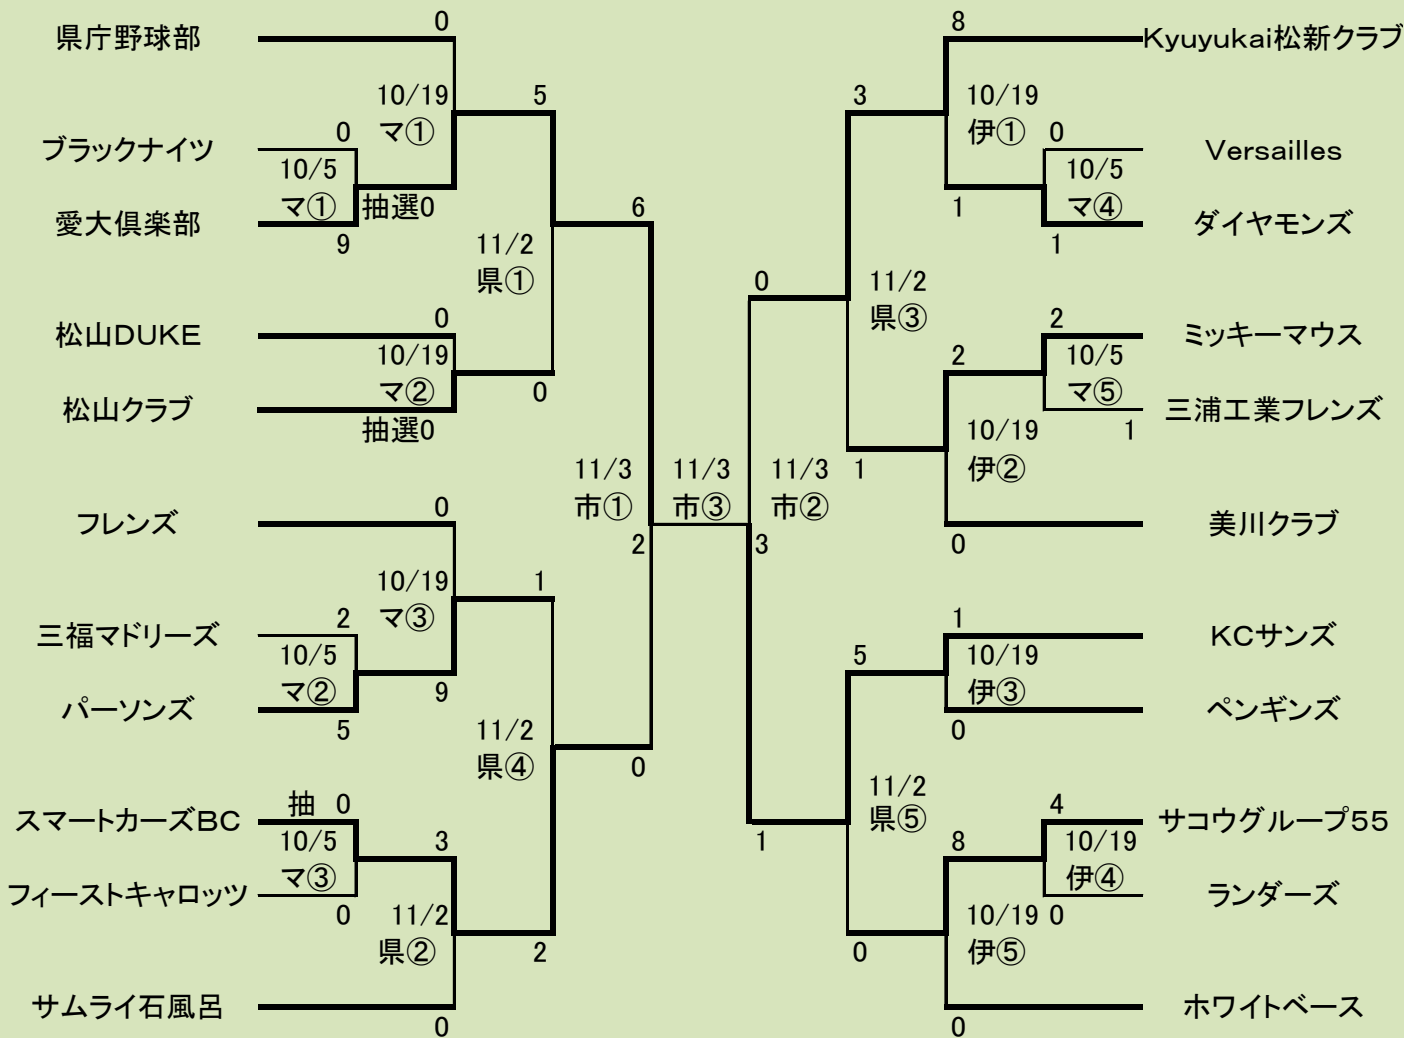 0
8
県庁野球部
Kyuyukai松新クラブ
10/19
5
3
10/19
マ①
伊①
0
0
ブラックナイツ
Versailles
10/5
10/5
マ①
抽選0
6
1
マ④
愛大倶楽部
ダイヤモンズ
9
11/2
1
県①
0
11/2
県③
松山DUKE
0
2
ミッキーマウス
10/19
2
10/5
マ②
0
マ⑤
松山クラブ
三浦工業フレンズ
抽選0
10/19
1
伊②
11/3
11/3
11/3
1
市①
市③
市②
フレンズ
0
美川クラブ
2
3
0
10/19
1
マ③
三福マドリーズ
2
1
KCサンズ
10/5
5
10/19
マ②
9
伊③
パーソンズ
ペンギンズ
5
11/2
0
県④
0
11/2
県⑤
抽 0
4
スマートカーズBC
サコウグループ55
10/5
3
1
8
10/19
マ③
伊④
フィーストキャロッツ
ランダーズ
0
11/2
10/19
0
県②
2
0
伊⑤
サムライ石風呂
ホワイトベース
0
0